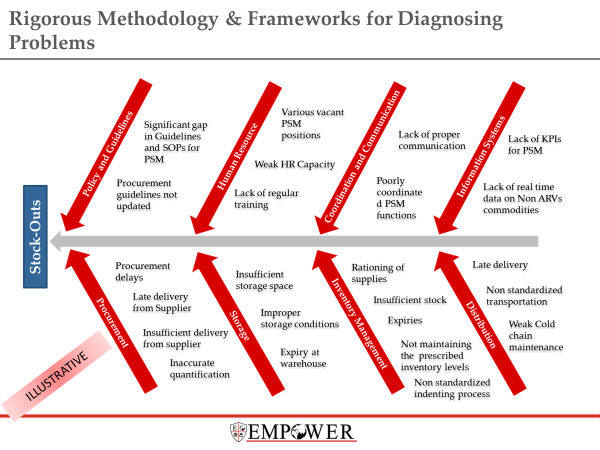 Rigorous Methodology & Frameworks for Diagnosing
Problems
Policy and Guidelines
Significant gap
in Guidelines
and SOPs for
PSM
Procurement
guidelines not
updated
Human Resource
Various vacant
PSM
positions
Weak HR Capacity
Lack of regular
training
Coordination and Communication
Lack of proper
communication
Poorly
coordinate
d PSM
functions
Information Systems
Lack of KPIs
for PSM
Lack of real time
data on Non ARVs
commodities
Stock-Outs
Procurement
Procurement
delays
Late delivery
from Supplier
Insufficient delivery
from supplier
Inaccurate
quantification
Storage
Insufficient
storage space
Improper
storage conditions
Expiry at
warehouse
Inventory Management
Rationing of
supplies
Insufficient stock
Expiries
Not maintaining
the prescribed
inventory levels
Non standardized
indenting process
Distribution
Late delivery
Non standardized
transportation
Weak Cold
chain
maintenance
ILLUSTRATIVE
EMPOWER